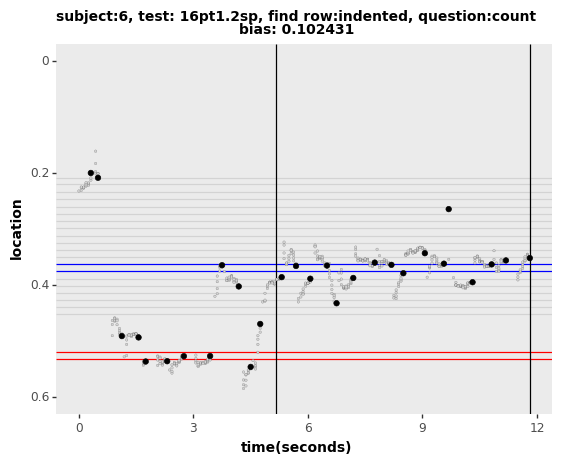 subject:6, test: 16pt1.2sp, find row:indented, question:count
bias: 0.102431
0
0.2
0.4
0.6
location
0 3 6 9 12
time(seconds)